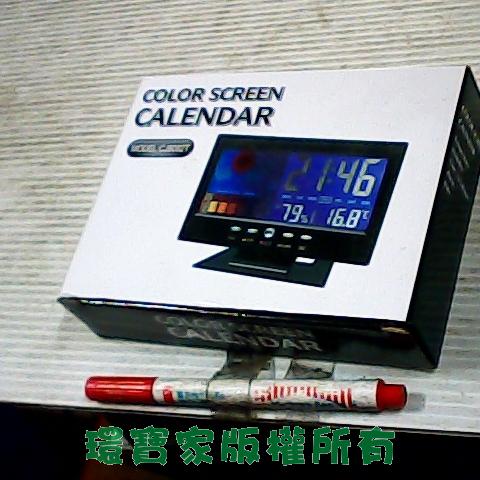 COLOR SCREEN
CALENDAR
21:46
79%
16.8°C
COLOR SCREEN
CALENDAR
環寶家版權所有